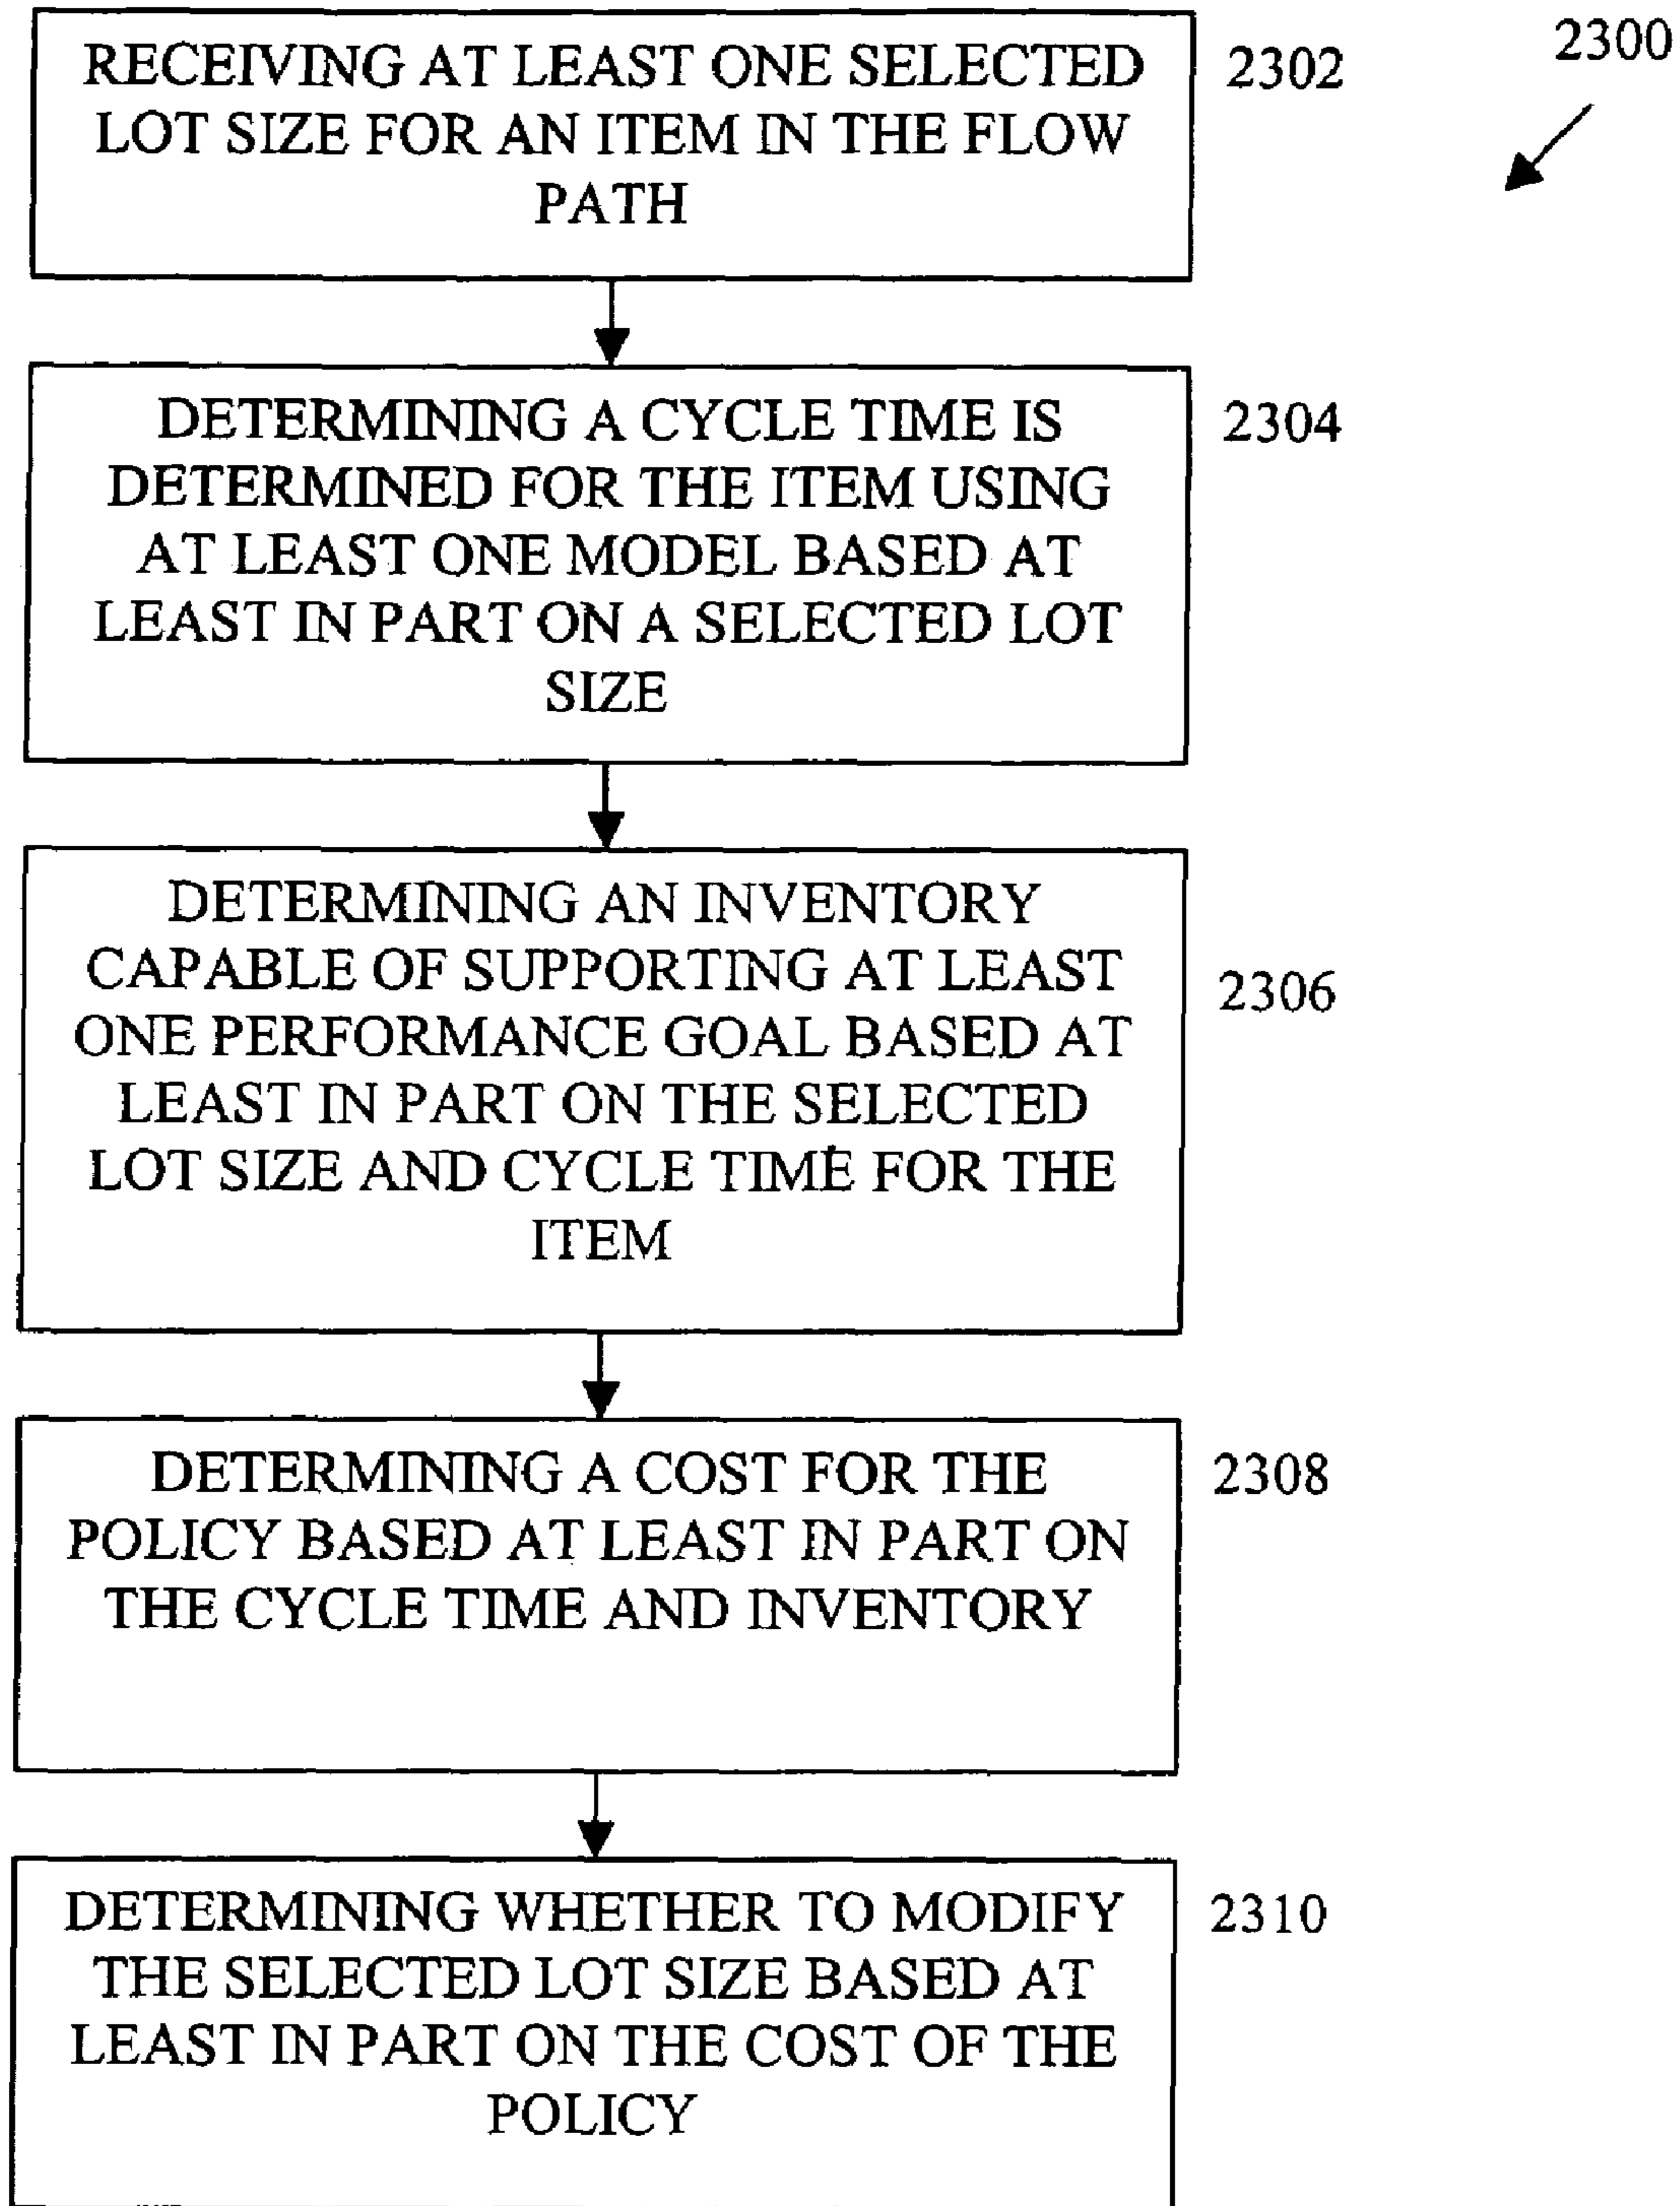 2300
RECEIVING AT LEAST ONE SELECTED
LOT SIZE FOR AN ITEM IN THE FLOW
PATH
2302
DETERMINING A CYCLE TIME IS
DETERMINED FOR THE ITEM USING
AT LEAST ONE MODEL BASED AT
LEAST IN PART ON A SELECTED LOT
SIZE
2304
DETERMINING AN INVENTORY
CAPABLE OF SUPPORTING AT LEAST
ONE PERFORMANCE GOAL BASED AT
LEAST IN PART ON THE SELECTED
LOT SIZE AND CYCLE TIME FOR THE
ITEM
2306
DETERMINING A COST FOR THE
POLICY BASED AT LEAST IN PART ON
THE CYCLE TIME AND INVENTORY
2308
DETERMINING WHETHER TO MODIFY
THE SELECTED LOT SIZE BASED AT
LEAST IN PART ON THE COST OF THE
POLICY
2310